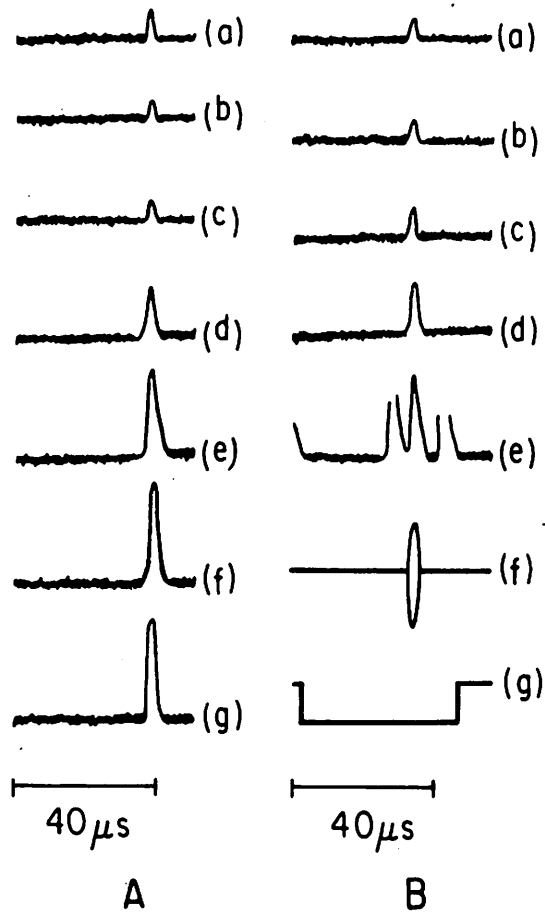 (a) (a)
(b) (b)
(c) (c)
(d) (d)
(e) (e)
(f) (f)
(g) (g)
40μs 40μs
A B